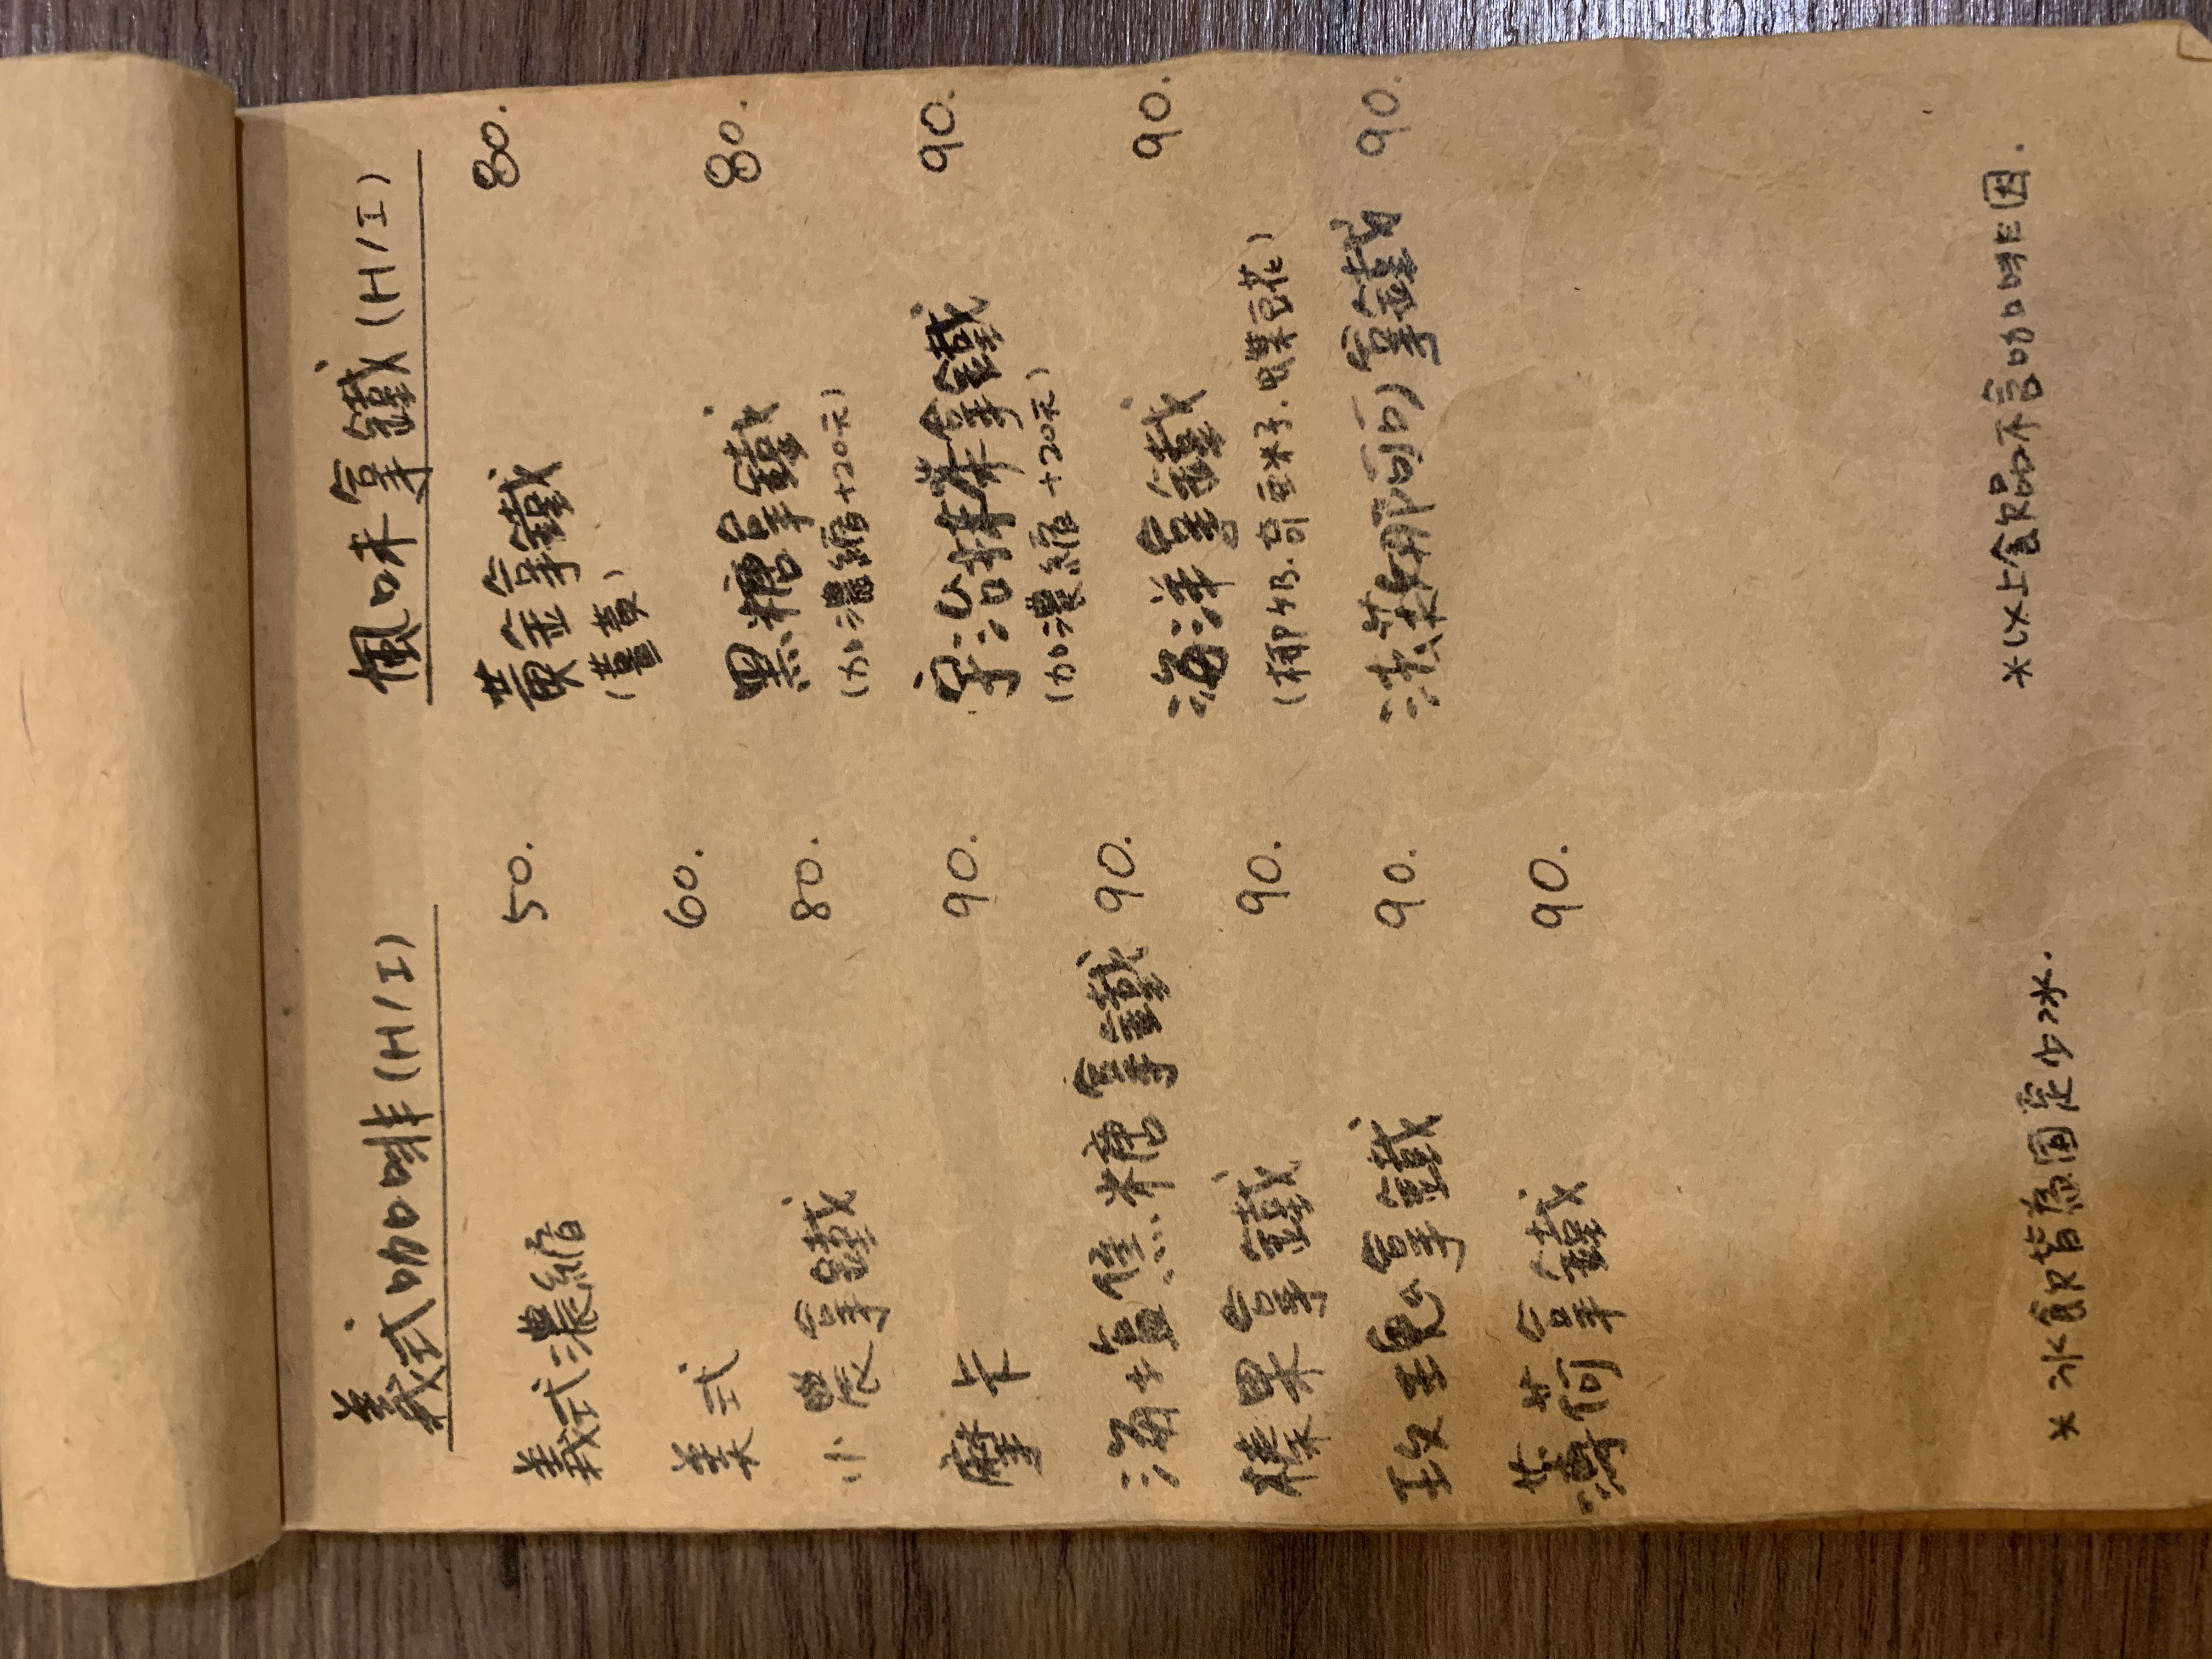 義式咖啡(H/I)
義式濃縮 50.
美式 60.
小農拿鐵 80.
摩卡 90.
海塩焦糖拿鐵 90.
榛果拿鐵 90.
玫瑰拿鐵 90.
薄荷拿鐵 90.
*冰飲皆為固定少冰.
風味拿鐵(H/I)
黃金拿鐵 80.
(薑黃)
黑糖拿鐵 80.
(加濃縮+20元)
宇治抹茶拿鐵 90.
(加濃縮+20元)
海洋拿鐵 90.
(椰奶.奇亞籽.蝶豆花)
法芙娜可可拿鐵 90.
*以上飲品不含咖啡因.